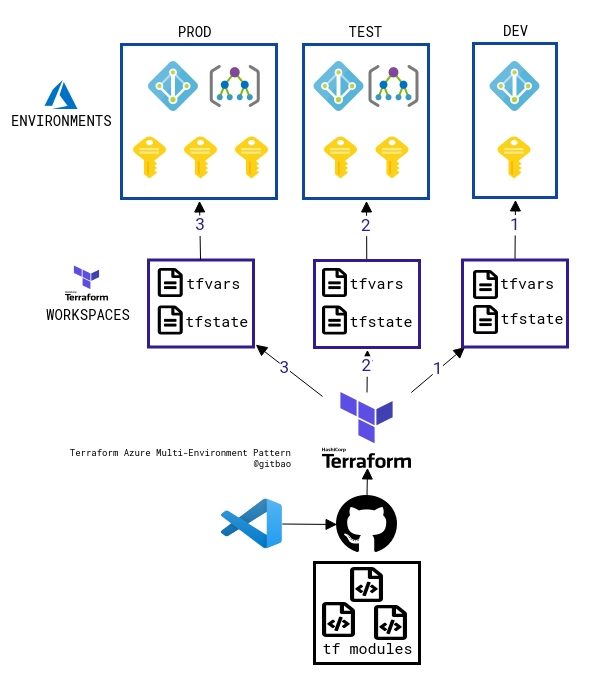 PROD
TEST
DEV
ENVIRONMENTS
3
2
1
tfvars
tfstate
tfvars
tfstate
tfvars
tfstate
HashiCorp
Terraform
WORKSPACES
3
2
1
Terraform Azure Multi-Environment Pattern
@gitbao
HashiCorp
Terraform
</>
</>
</>
tf modules